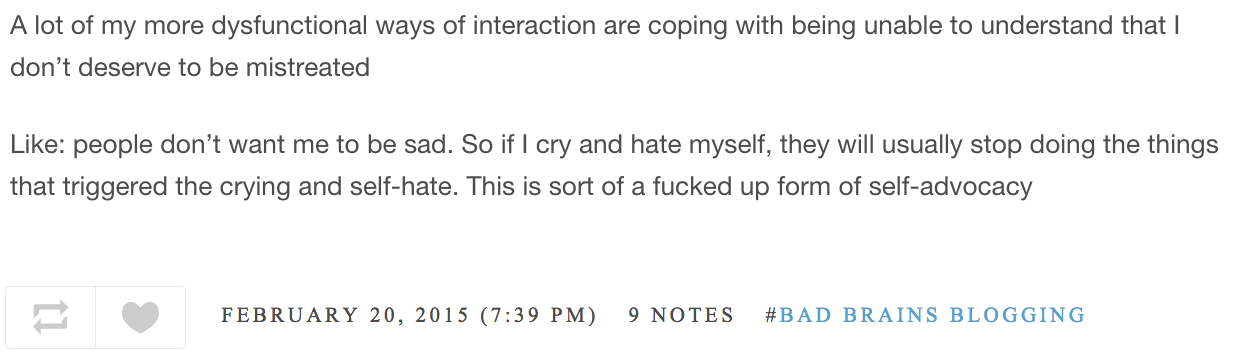 A lot of my more dysfunctional ways of interaction are coping with being unable to understand that I
don’t deserve to be mistreated
Like: people don’t want me to be sad. So if I cry and hate myself, they will usually stop doing the things
that triggered the crying and self-hate. This is sort of a fucked up form of self-advocacy
FEBRUARY 20, 2015 (7:39 PM) 9 NOTES #BAD BRAINS BLOGGING